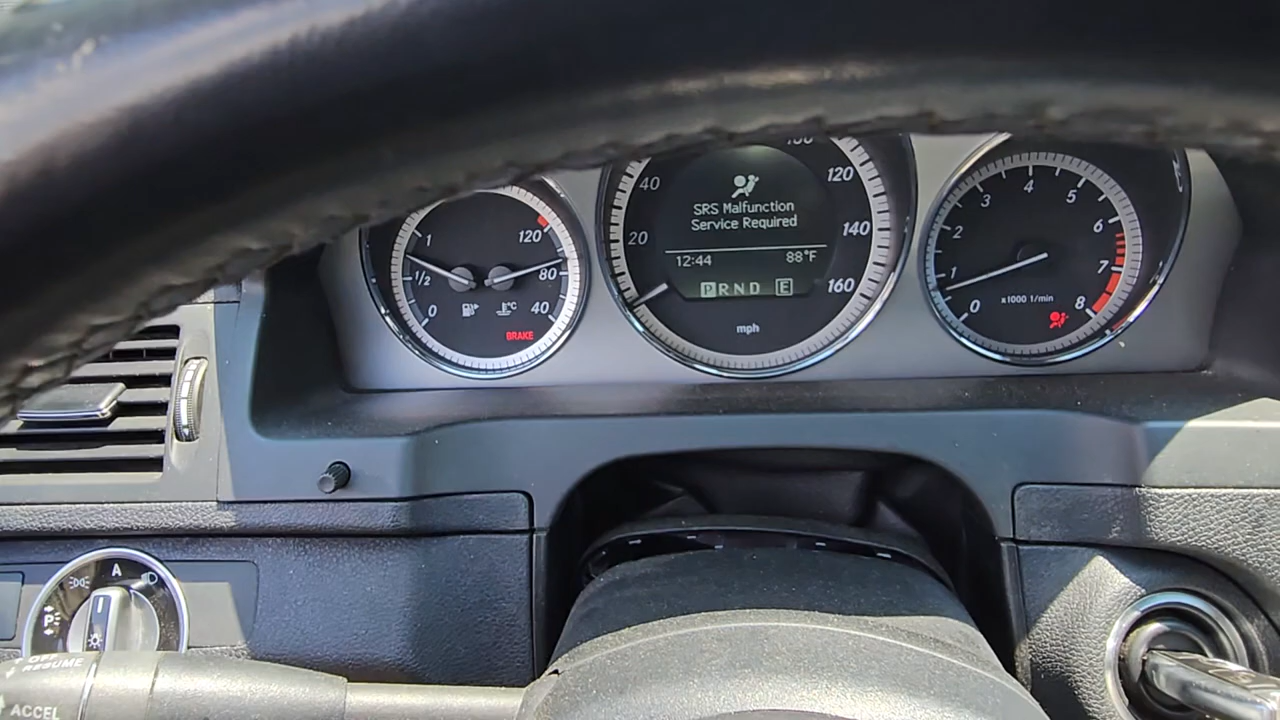 1
1/2
0
120
80
40
°C
BRAKE
20
40
120
140
160
SRS Malfunction
Service Required
12:44 88°F
P R N D E
mph
0
1
2
3
4
5
6
7
8
x1000 1/min
A
P
OFF
RESUME
ACCEL